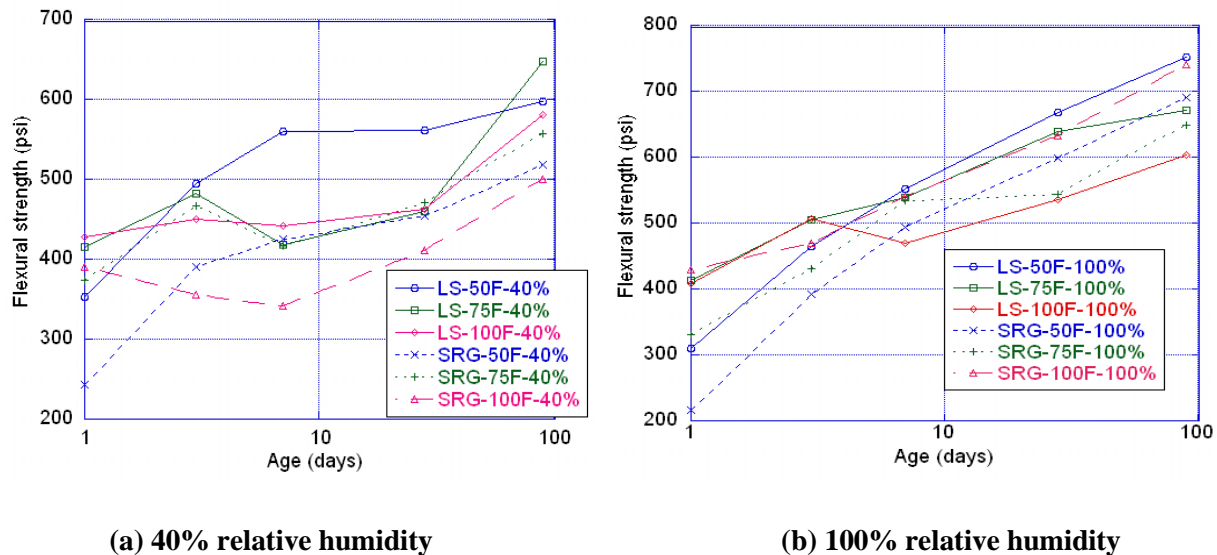 700
600
500
400
300
200
Flexural strength (psi)
1
10
100
Age (days)
LS-50F-40%
LS-75F-40%
LS-100F-40%
SRG-50F-40%
SRG-75F-40%
SRG-100F-40%
(a) 40% relative humidity
800
700
600
500
400
300
200
Flexural strength (psi)
1
10
100
Age (days)
LS-50F-100%
LS-75F-100%
LS-100F-100%
SRG-50F-100%
SRG-75F-100%
SRG-100F-100%
(b) 100% relative humidity